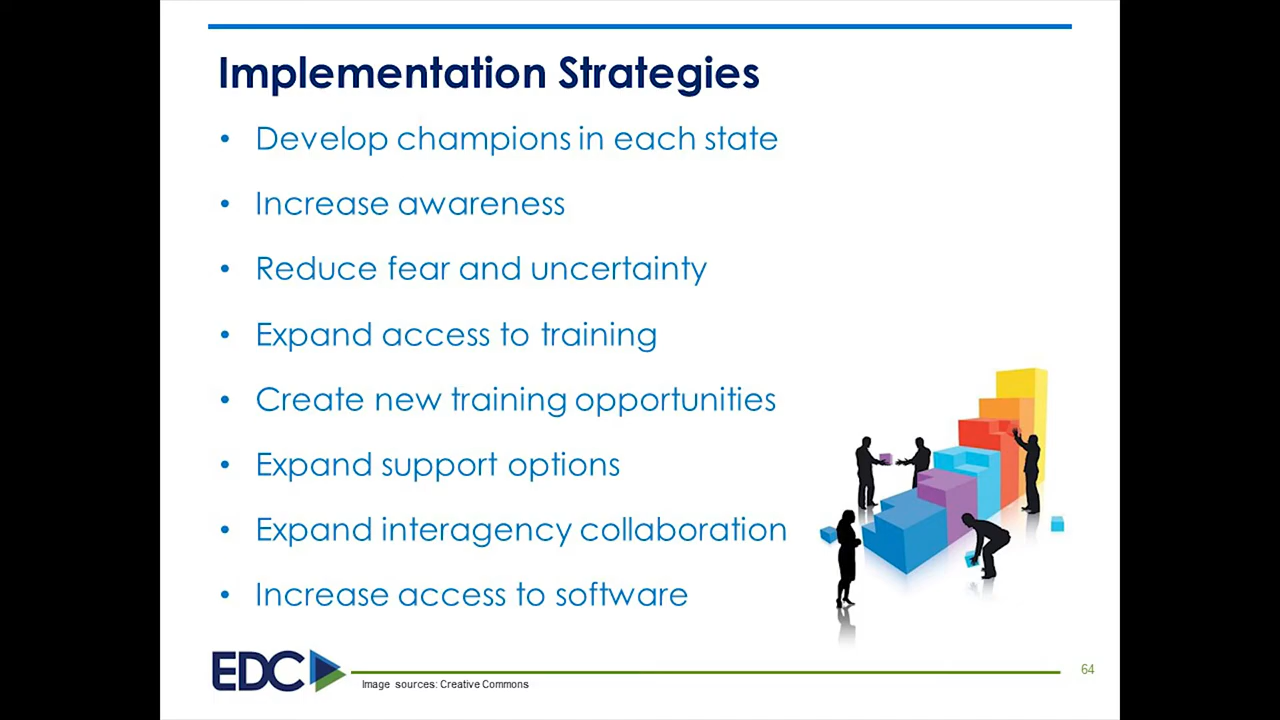 Implementation Strategies
• Develop champions in each state
• Increase awareness
• Reduce fear and uncertainty
• Expand access to training
• Create new training opportunities
• Expand support options
• Expand interagency collaboration
• Increase access to software
EDC
Image sources: Creative Commons
64